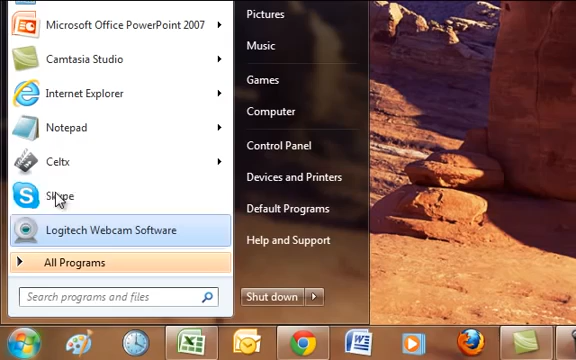 Microsoft Office PowerPoint 2007
Camtasia Studio
Internet Explorer
Notepad
Celtx
Skype
Logitech Webcam Software
All Programs
Search programs and files
Pictures
Music
Games
Computer
Control Panel
Devices and Printers
Default Programs
Help and Support
Shut down